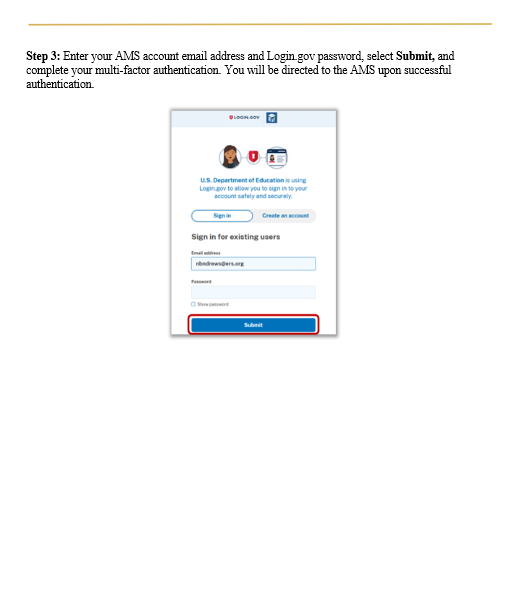 Step 3: Enter your AMS account email address and Login.gov password, select Submit, and
complete your multi-factor authentication. You will be directed to the AMS upon successful
authentication.
LOGIN.GOV
U.S. Department of Education is using
Login.gov to allow you to sign in to your
account safely and securely.
Sign in Create an account
Sign in for existing users
Email address
nbndrews@ers.org
Password
Show password
Submit